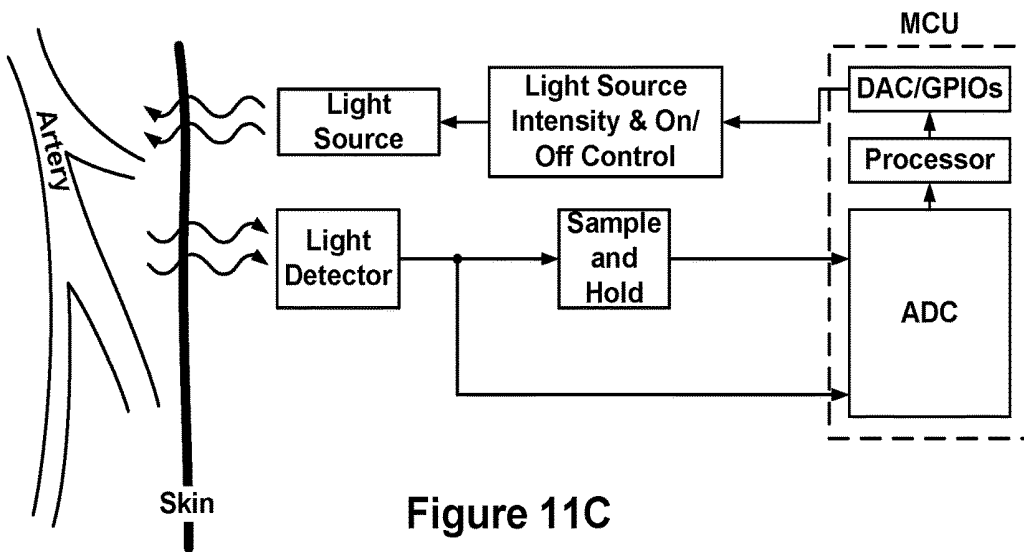 MCU
DAC/GPIOs
Light Source
Intensity & On/
Off Control
Light
Source
Artery
Processor
Light
Detector
Sample
and
Hold
ADC
Skin
Figure 11C